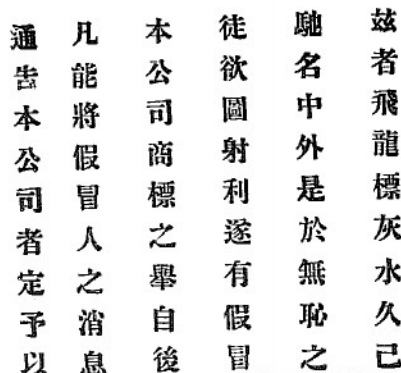 茲者飛龍標灰水久已
馳名中外是於無恥之
徒欲圖射利遂有假冒
本公司商標之舉自後
凡能將假冒人之消息
通告本公司者定予以